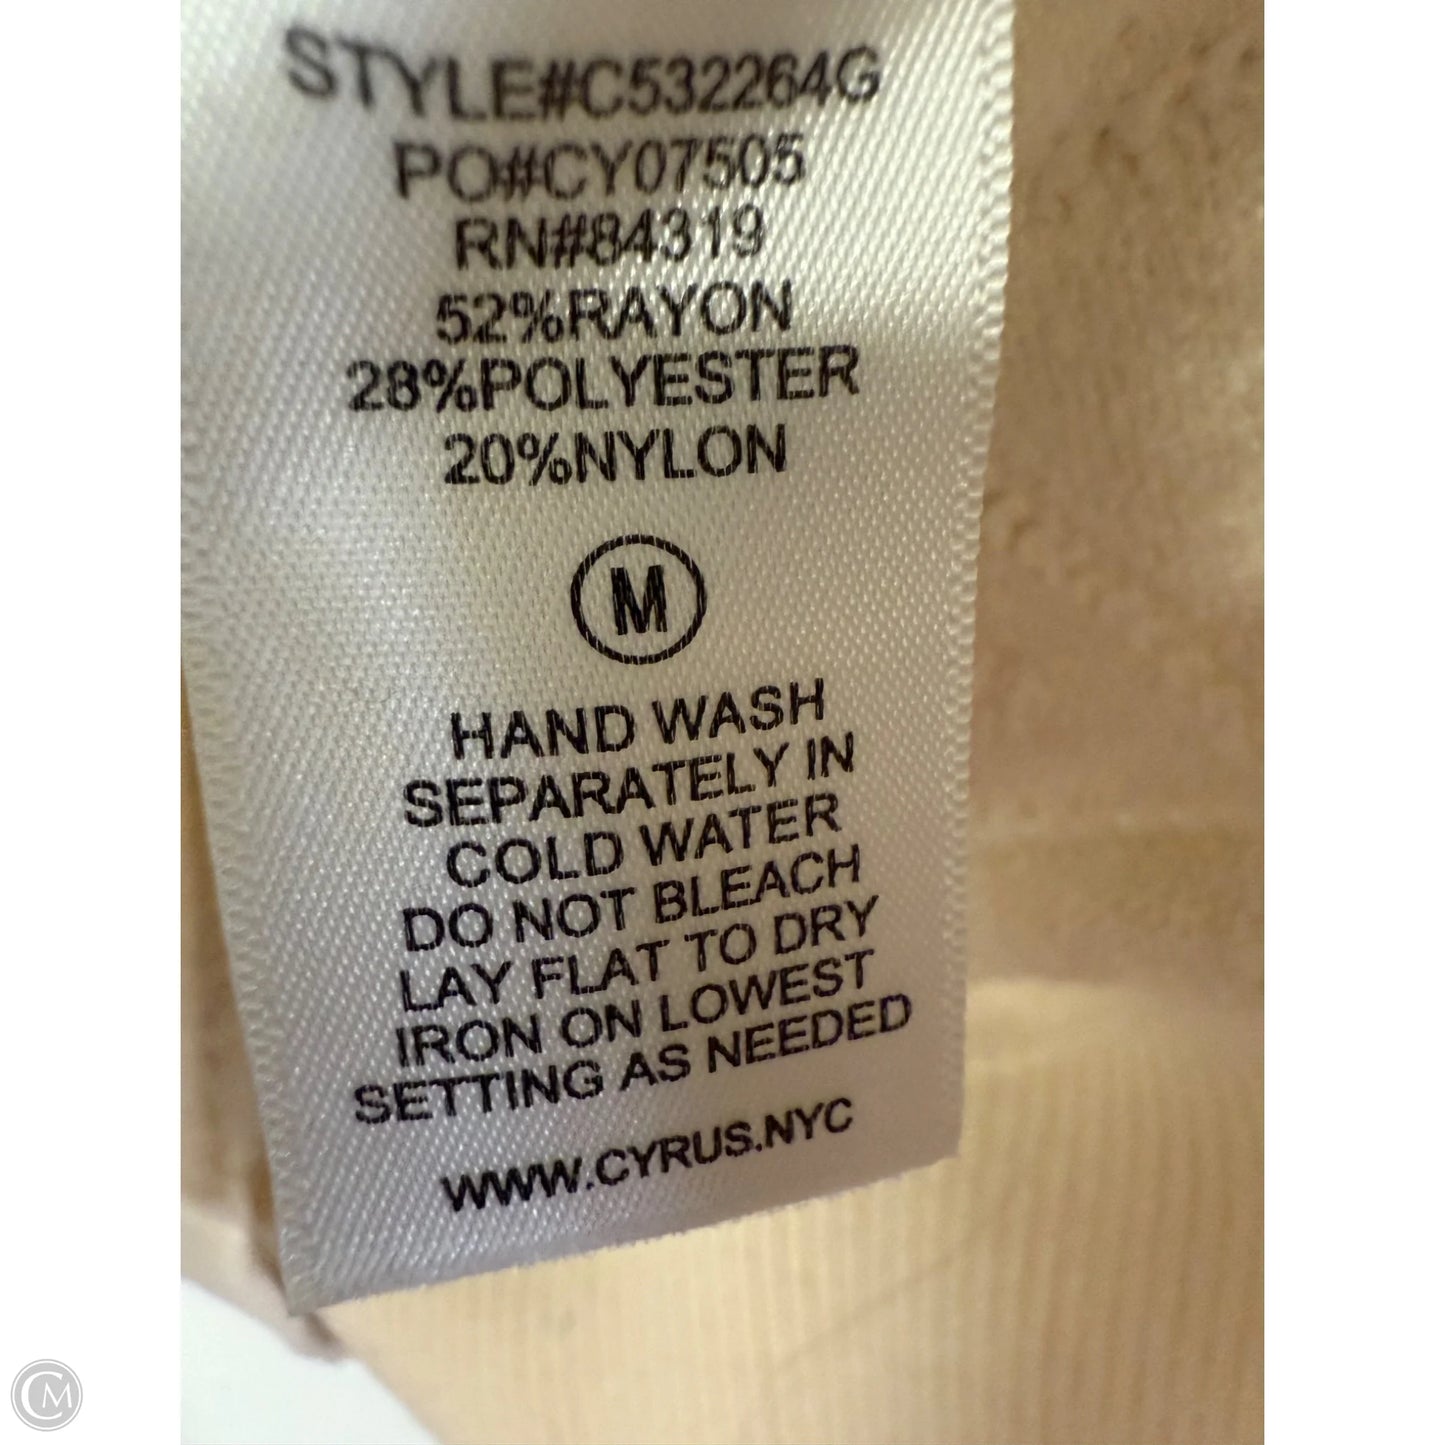 STYLE#C532264G
PO#CY07505
RN#84319
52%RAYON
28%POLYESTER
20%NYLON
M
HAND WASH
SEPARATELY IN
COLD WATER
DO NOT BLEACH
LAY FLAT TO DRY
IRON ON LOWEST
SETTING AS NEEDED
WWW.CYRUS.NYC
CM